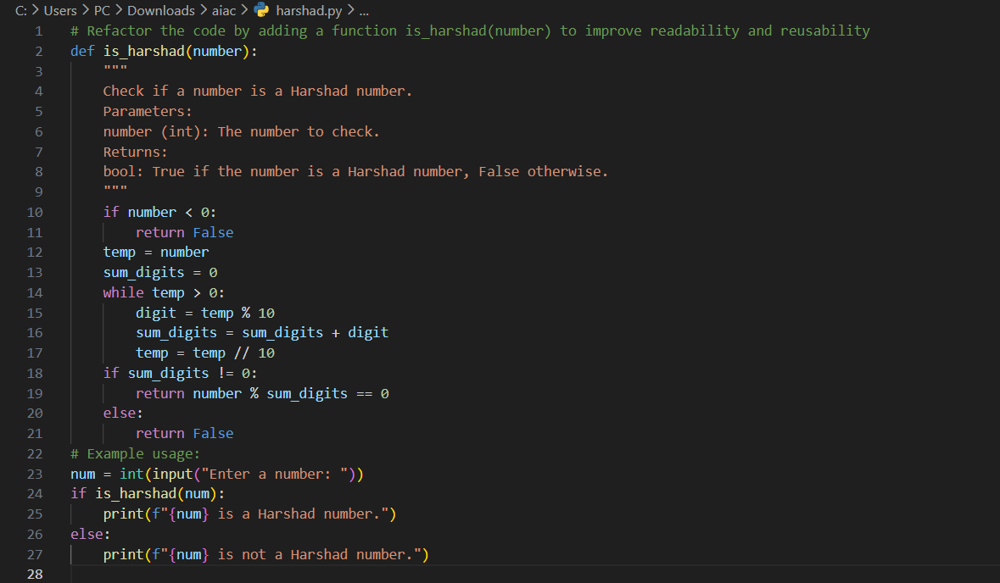 C: > Users > PC > Downloads > aiac > harshad.py > ...
1 # Refactor the code by adding a function is_harshad(number) to improve readability and reusability
2 def is_harshad(number):
3     """
4     Check if a number is a Harshad number.
5     Parameters:
6     number (int): The number to check.
7     Returns:
8     bool: True if the number is a Harshad number, False otherwise.
9     """
10     if number < 0:
11         return False
12     temp = number
13     sum_digits = 0
14     while temp > 0:
15         digit = temp % 10
16         sum_digits = sum_digits + digit
17         temp = temp // 10
18     if sum_digits != 0:
19         return number % sum_digits == 0
20     else:
21         return False
22 # Example usage:
23 num = int(input("Enter a number: "))
24 if is_harshad(num):
25     print(f"{num} is a Harshad number.")
26 else:
27     print(f"{num} is not a Harshad number.")
28